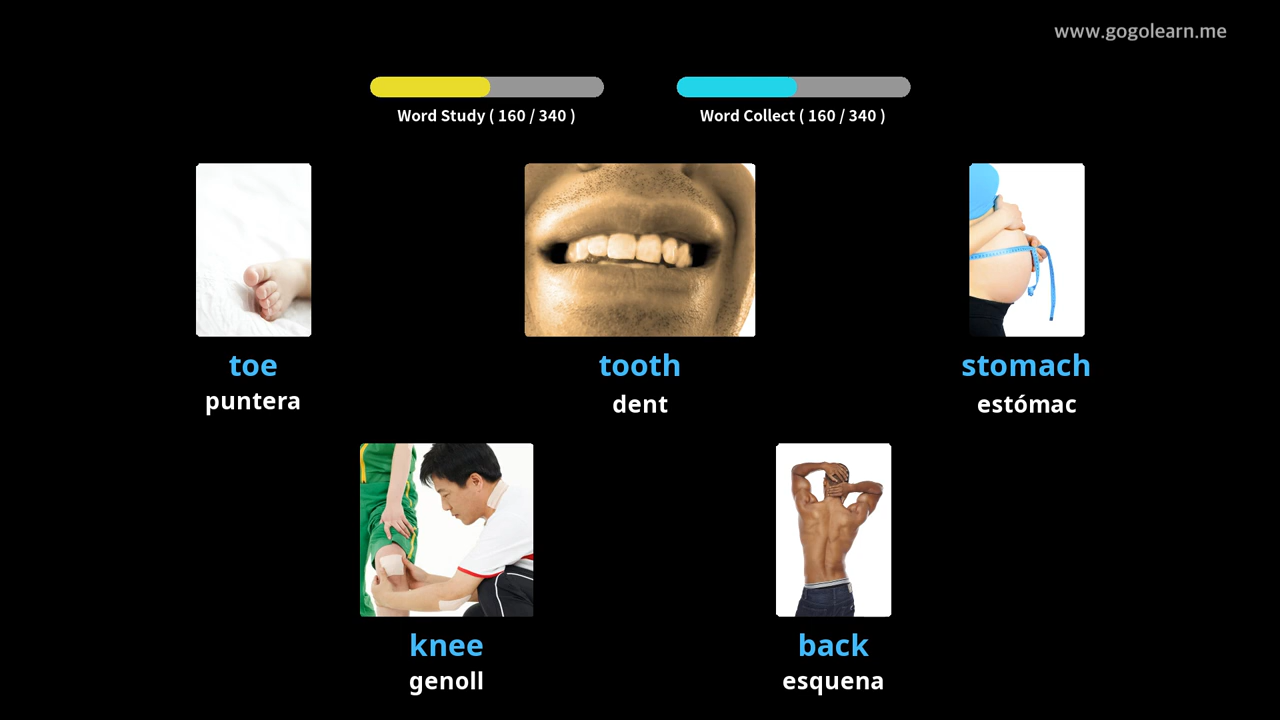 www.gogolearn.me
Word Study ( 160 / 340 )
Word Collect ( 160 / 340 )
toe
puntera
tooth
dent
stomach
estómac
knee
genoll
back
esquena